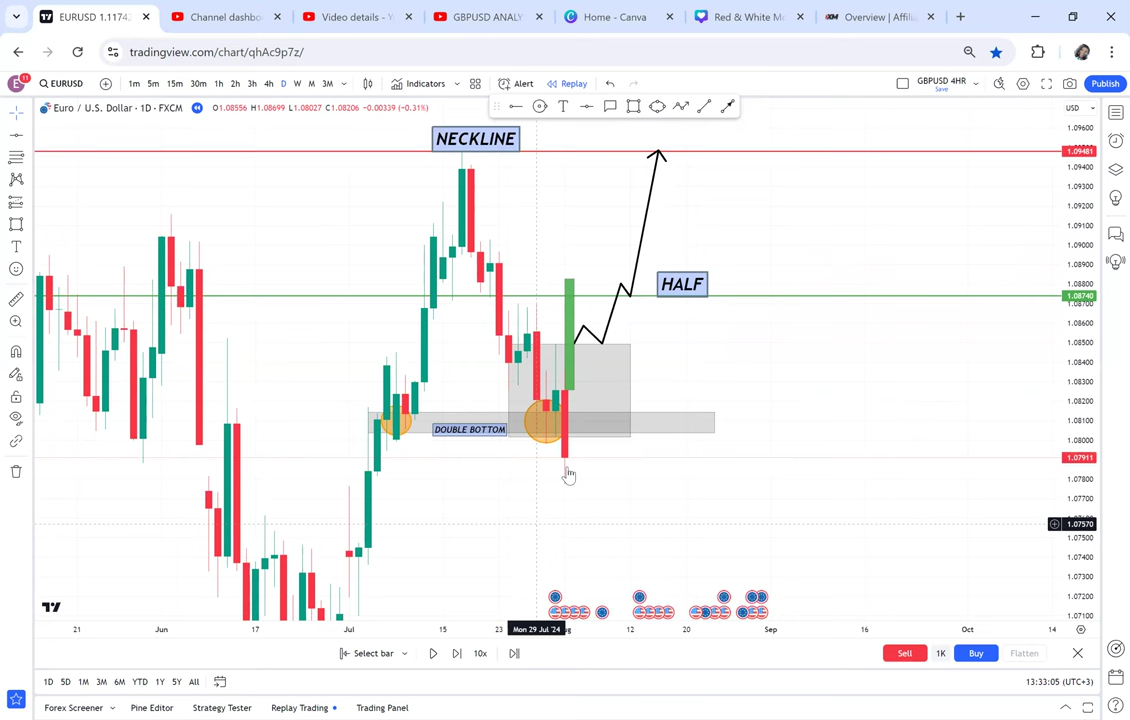 EURUSD 1.1174
Channel dashbo
Video details - Y
GBPUSD ANALY
Home - Canva
Red & White Me
Overview | Affilia
tradingview.com/chart/qhAc9p7z/
E 11
EURUSD
1m 5m 15m 30m 1h 2h 3h 4h D W M 3M
Indicators
Alert
Replay
GBPUSD 4HR
Save
Publish
Euro / U.S. Dollar · 1D · FXCM
O1.08556 H1.08699 L1.08027 C1.08206 −0.00339 (−0.31%)
USD
NECKLINE
HALF
DOUBLE BOTTOM
1.09600
1.09481
1.09400
1.09300
1.09200
1.09100
1.09000
1.08900
1.08800
1.08740
1.08700
1.08600
1.08500
1.08400
1.08300
1.08200
1.08100
1.08000
1.07911
1.07800
1.07700
1.07570
1.07500
1.07400
1.07300
1.07200
1.07100
21 Jun 17 Jul 15 23 Mon 29 Jul '24 12 20 Sep 16 Oct 14
Select bar
10x
Sell
1K
Buy
Flatten
1D 5D 1M 3M 6M YTD 1Y 5Y All
13:33:05 (UTC+3)
Forex Screener
Pine Editor
Strategy Tester
Replay Trading
Trading Panel